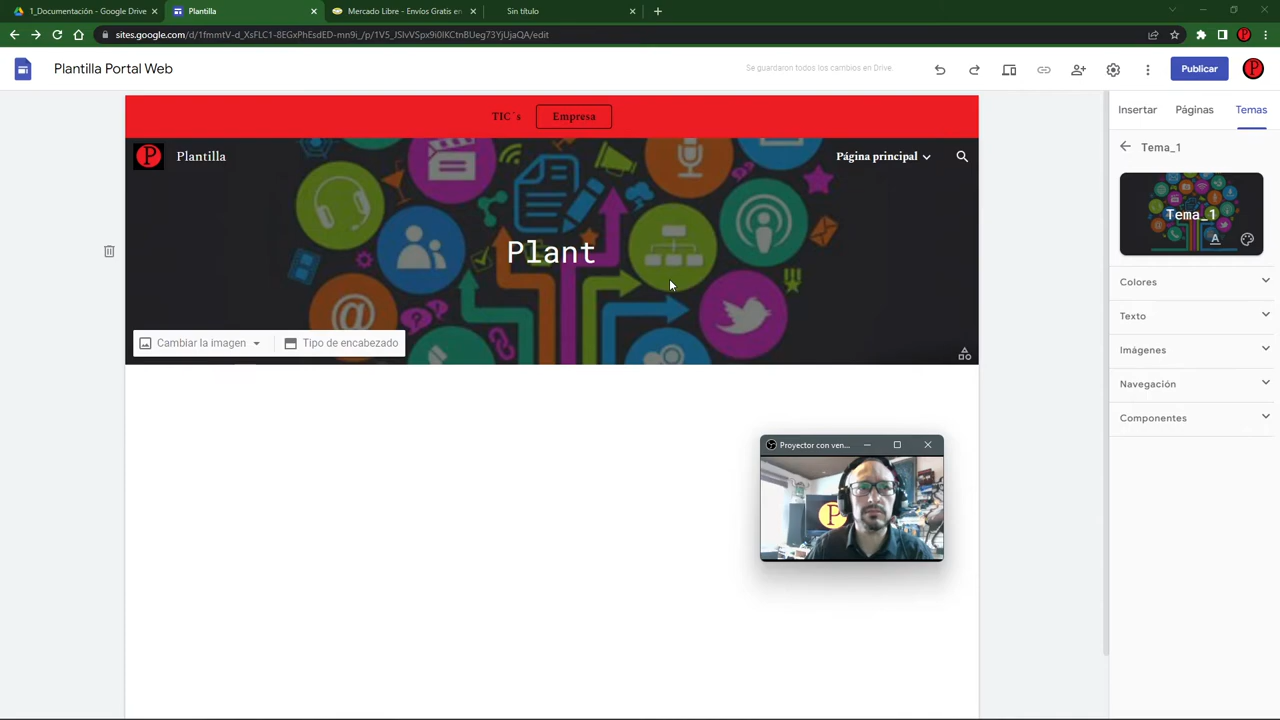 1_Documentación - Google Drive
Plantilla
Mercado Libre - Envíos Gratis en
Sin título
sites.google.com/d/1fmmtV-d_XsFLC1-8EGxPhEsdED-mn9i_/p/1V5_JSIvVSpx9i0lKCtnBUeg73YjUjaQA/edit
Plantilla Portal Web
Se guardaron todos los cambios en Drive.
Publicar
P
TIC´s
Empresa
P
Plantilla
Página principal
Plant
Cambiar la imagen
Tipo de encabezado
Insertar
Páginas
Temas
Tema_1
Tema_1
A
Colores
Texto
Imágenes
Navegación
Componentes
Proyector con ven...
P